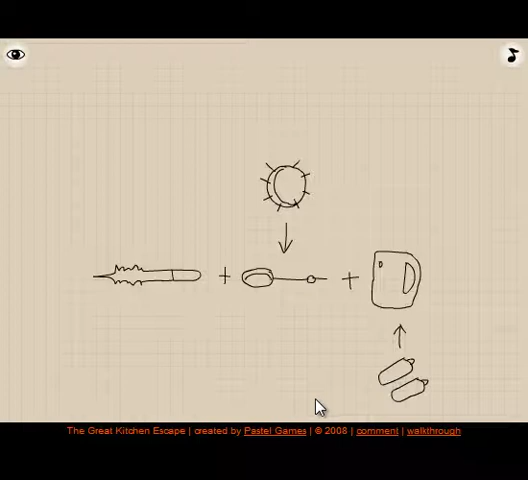 The Great Kitchen Escape | created by Pastel Games | © 2008 | comment | walkthrough